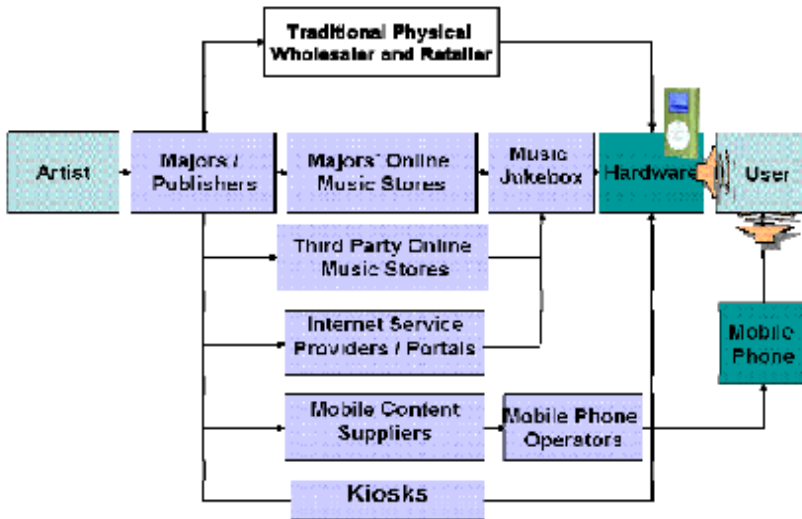 Traditional Physical
Wholesaler and Retailer
Artist
Majors /
Publishers
Majors' Online
Music Stores
Music
Jukebox
Hardware
User
Third Party Online
Music Stores
Internet Service
Providers / Portals
Mobile
Phone
Mobile Content
Suppliers
Mobile Phone
Operators
Kiosks